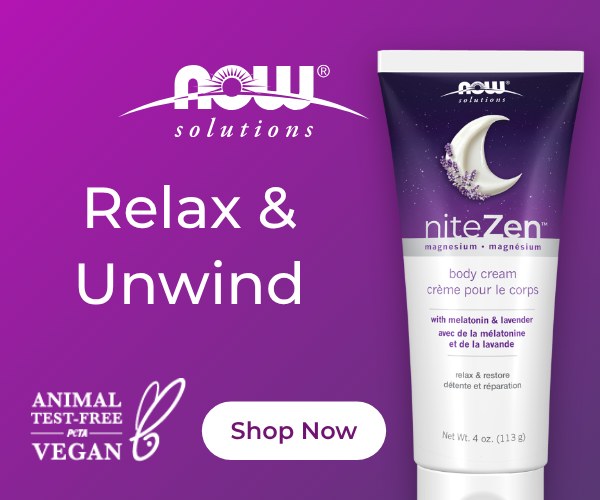 NOW®
solutions
Relax &
Unwind
ANIMAL
TEST-FREE
PETA
VEGAN
Shop Now
NOW
solutions
niteZen™
magnesium • magnésium
body cream
crème pour le corps
with melatonin & lavender
avec de la mélatonine
et de la lavande
relax & restore
détente et réparation
Net Wt. 4 oz. (113 g)